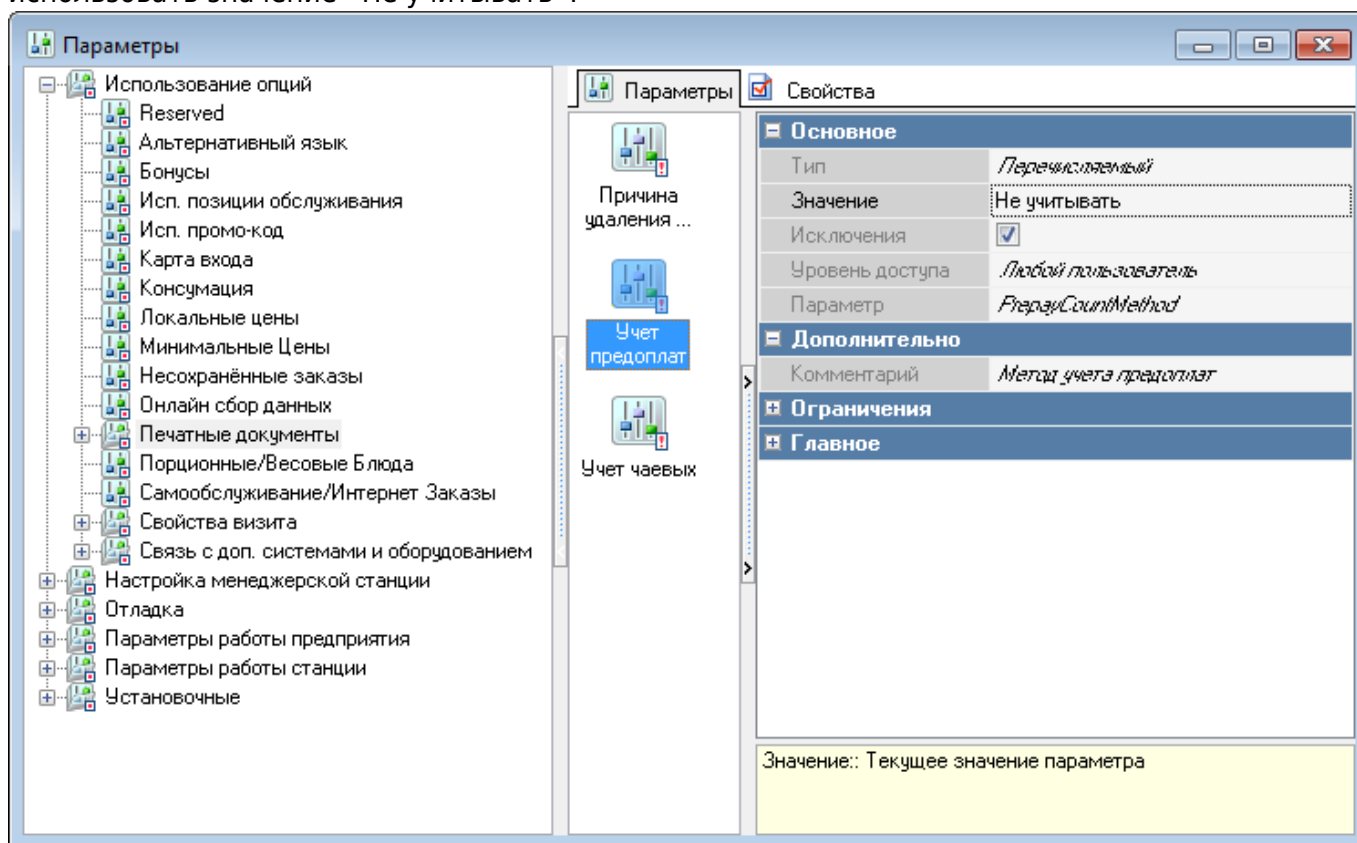 использовать значение "Не учитывать".
Параметры
Использование опций
Reserved
Альтернативный язык
Бонусы
Исп. позиции обслуживания
Исп. промо-код
Карта входа
Консумация
Локальные цены
Минимальные Цены
Несохранённые заказы
Онлайн сбор данных
Печатные документы
Порционные/Весовые Блюда
Самообслуживание/Интернет Заказы
Свойства визита
Связь с доп. системами и оборудованием
Настройка менеджерской станции
Отладка
Параметры работы предприятия
Параметры работы станции
Установочные
Параметры
Свойства
Причина
удаления ...
Учет
предоплат
Учет чаевых
Основное
Тип Перечисляемый
Значение Не учитывать
Исключения
Уровень доступа Любой пользователь
Параметр PrepayCountMethod
Дополнительно
Комментарий Метод учета предоплат
Ограничения
Главное
Значение:: Текущее значение параметра